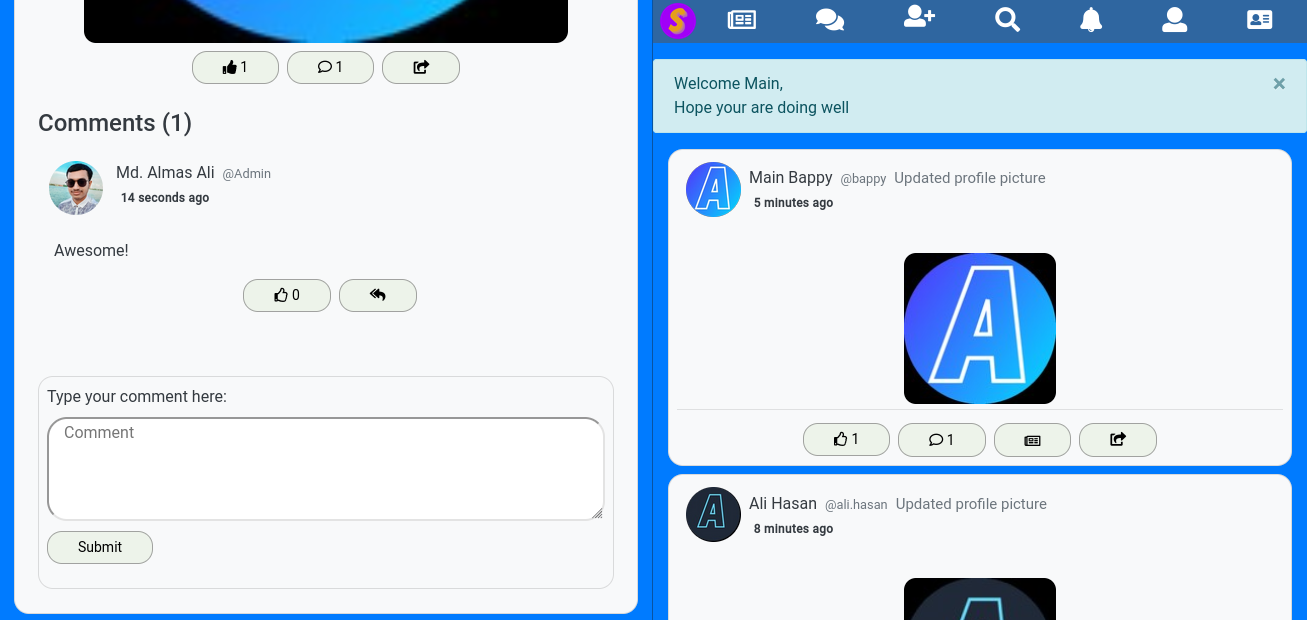 1
1
Comments (1)
Md. Almas Ali @Admin
14 seconds ago
Awesome!
0
Type your comment here:
Comment
Submit
S
Welcome Main,
×
Hope your are doing well
A
Main Bappy @bappy Updated profile picture
5 minutes ago
A
1
1
A
Ali Hasan @ali.hasan Updated profile picture
8 minutes ago
A